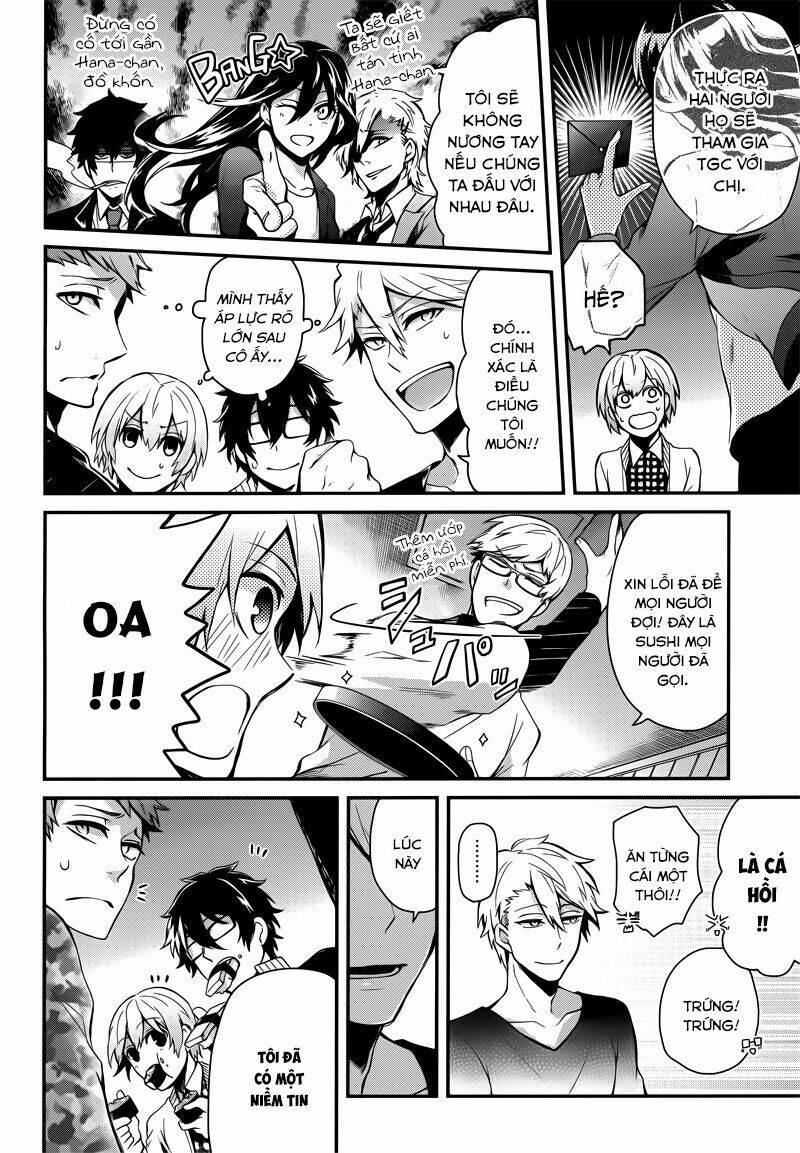 THỰC RA
HAI NGƯỜI
HỌ SẼ
THAM GIA
TGC VỚI
CHỊ.
HẾ?
Ta sẽ giết
bất cứ ai
tán tỉnh
Hana-chan
TÔI SẼ
KHÔNG
NƯƠNG TAY
NẾU CHÚNG
TA ĐẤU VỚI
NHAU ĐÂU.
BANG☆
Đừng có
cố tới gần
Hana-chan,
đồ khốn.
ĐÓ...
CHÍNH
XÁC LÀ
ĐIỀU
CHÚNG
TÔI
MUỐN!!
MÌNH THẤY
ÁP LỰC RÕ
LỚN SAU
CÔ ẤY...
XIN LỖI ĐÃ ĐỂ
MỌI NGƯỜI
ĐỢI! ĐÂY LÀ
SUSHI MỌI
NGƯỜI ĐÃ
GỌI.
Thêm ướp
cá hồi
miễn phí
シュパッ
OA
!!!
LÀ CÁ
HỒI
!!
ĂN TỪNG
CÁI MỘT
THÔI!!
TRỨNG!
TRỨNG!
........
LÚC
NÀY
TÔI ĐÃ
CÓ MỘT
NIỀM TIN